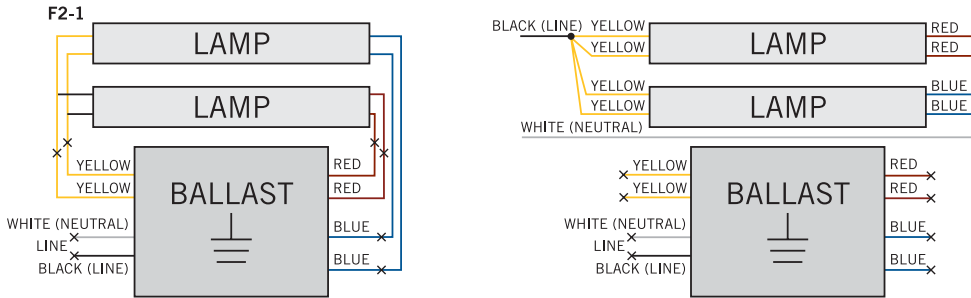 F2-1
LAMP
LAMP
YELLOW
YELLOW
WHITE (NEUTRAL)
LINE
BLACK (LINE)
BALLAST
RED
RED
BLUE
BLUE
BLACK (LINE)
YELLOW
YELLOW
LAMP
RED
RED
YELLOW
YELLOW
LAMP
BLUE
BLUE
WHITE (NEUTRAL)
YELLOW
YELLOW
WHITE (NEUTRAL)
LINE
BLACK (LINE)
BALLAST
RED
RED
BLUE
BLUE